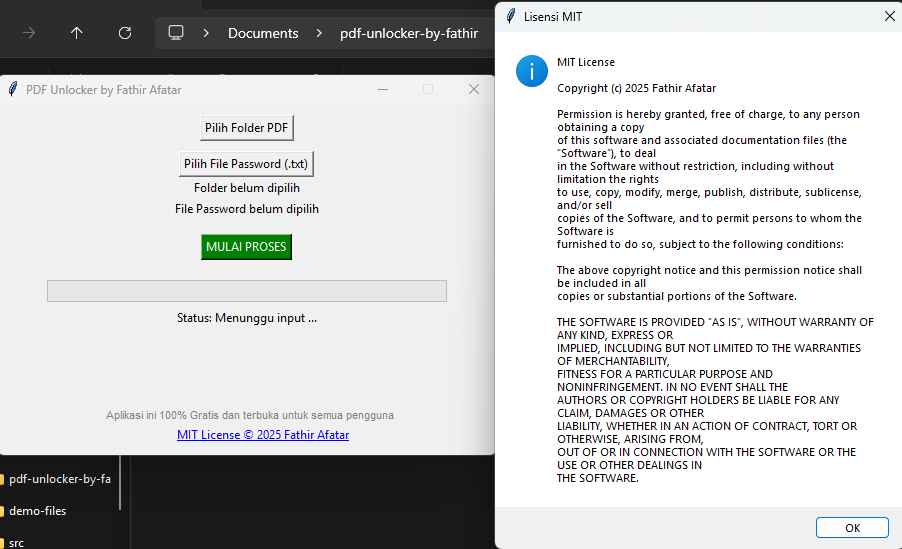 Documents
pdf-unlocker-by-fathir
PDF Unlocker by Fathir Afatar
Pilih Folder PDF
Pilih File Password (.txt)
Folder belum dipilih
File Password belum dipilih
MULAI PROSES
Status: Menunggu input ...
Aplikasi ini 100% Gratis dan terbuka untuk semua pengguna
MIT License © 2025 Fathir Afatar
pdf-unlocker-by-fa
demo-files
src
Lisensi MIT
MIT License
Copyright (c) 2025 Fathir Afatar
Permission is hereby granted, free of charge, to any person
obtaining a copy
of this software and associated documentation files (the
“Software”), to deal
in the Software without restriction, including without
limitation the rights
to use, copy, modify, merge, publish, distribute, sublicense,
and/or sell
copies of the Software, and to permit persons to whom the
Software is
furnished to do so, subject to the following conditions:
The above copyright notice and this permission notice shall
be included in all
copies or substantial portions of the Software.
THE SOFTWARE IS PROVIDED “AS IS”, WITHOUT WARRANTY OF
ANY KIND, EXPRESS OR
IMPLIED, INCLUDING BUT NOT LIMITED TO THE WARRANTIES
OF MERCHANTABILITY,
FITNESS FOR A PARTICULAR PURPOSE AND
NONINFRINGEMENT. IN NO EVENT SHALL THE
AUTHORS OR COPYRIGHT HOLDERS BE LIABLE FOR ANY
CLAIM, DAMAGES OR OTHER
LIABILITY, WHETHER IN AN ACTION OF CONTRACT, TORT OR
OTHERWISE, ARISING FROM,
OUT OF OR IN CONNECTION WITH THE SOFTWARE OR THE
USE OR OTHER DEALINGS IN
THE SOFTWARE.
OK